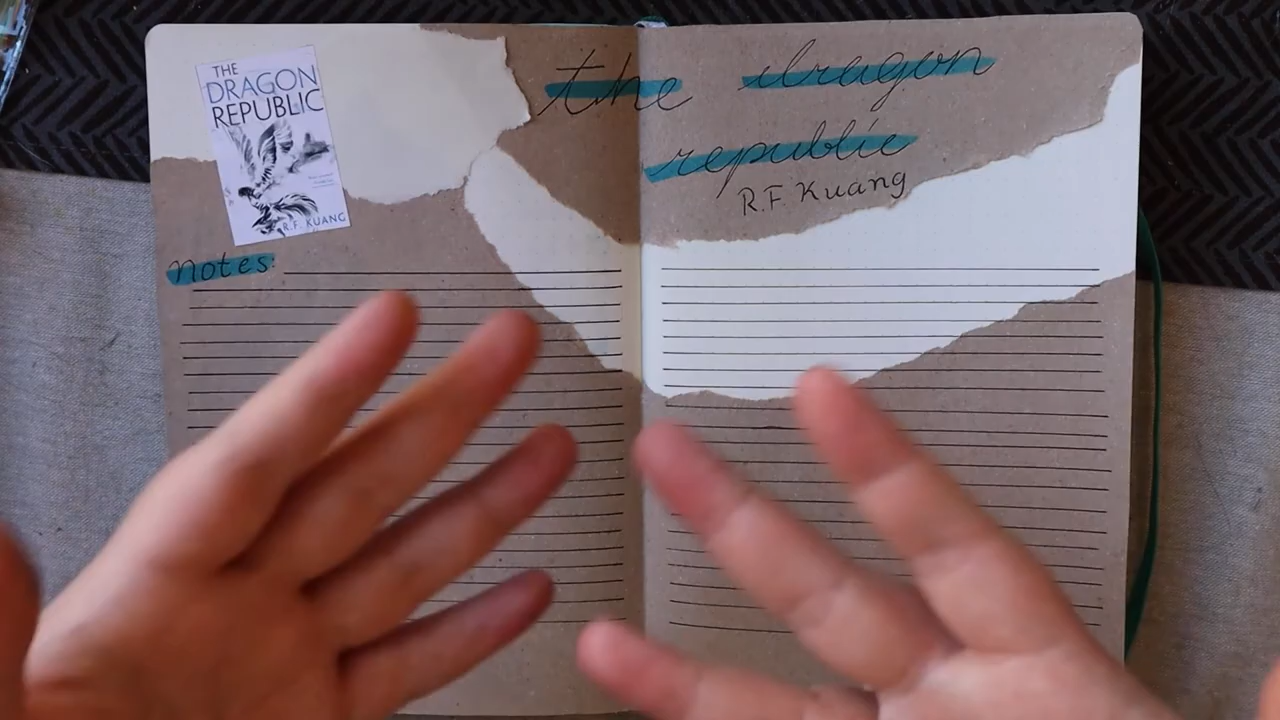 THE
DRAGON
REPUBLIC
R.F. KUANG
the dragon
republic
R.F Kuang
notes: